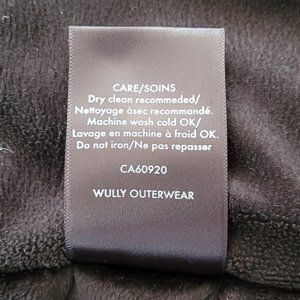 CARE/SOINS
Dry clean recommeded/
Nettoyage àsec recommandé.
Machine wash cold OK/
Lavage en machine à froid OK.
Do not iron/Ne pas repasser
CA60920
WULLY OUTERWEAR